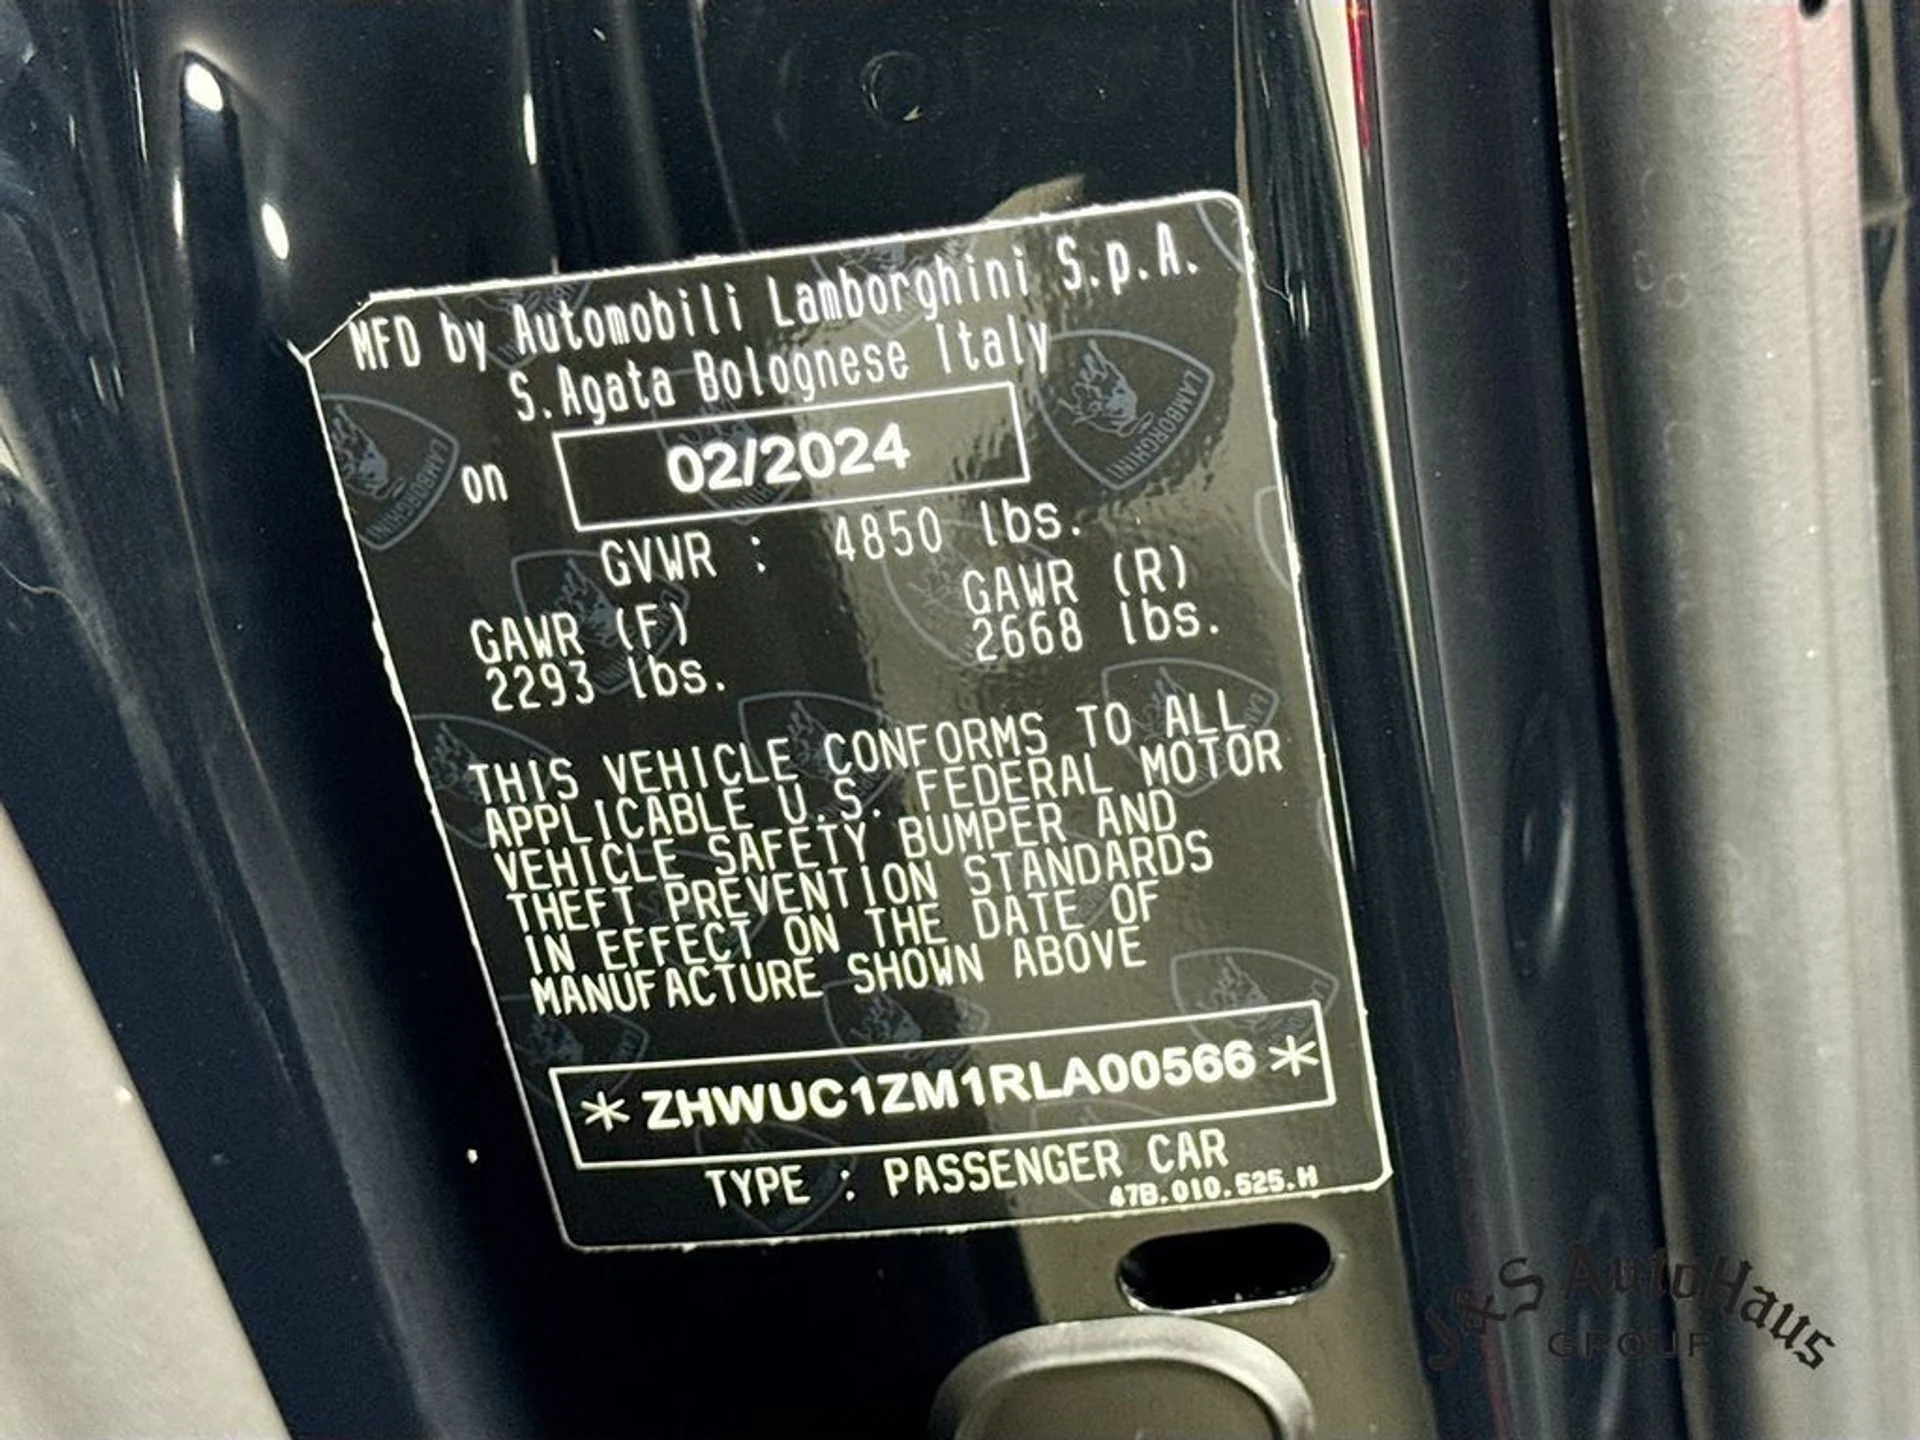 MFD by Automobili Lamborghini S.p.A.
S.Agata Bolognese Italy
on 02/2024
GVWR : 4850 lbs.
GAWR (F) GAWR (R)
2293 lbs. 2668 lbs.
THIS VEHICLE CONFORMS TO ALL
APPLICABLE U.S. FEDERAL MOTOR
VEHICLE SAFETY BUMPER AND
THEFT PREVENTION STANDARDS
IN EFFECT ON THE DATE OF
MANUFACTURE SHOWN ABOVE
* ZHWUC1ZM1RLA00566 *
TYPE : PASSENGER CAR
47B.010.525.H
LAMBORGHINI
LAMBORGHINI
S&S AutoHaus
GROUP